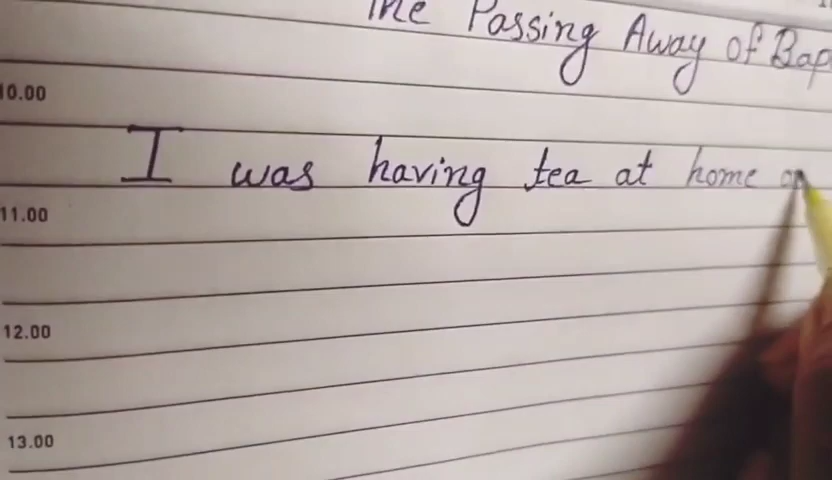 The Passing Away of Bap
10.00
I was having tea at home
11.00
12.00
13.00